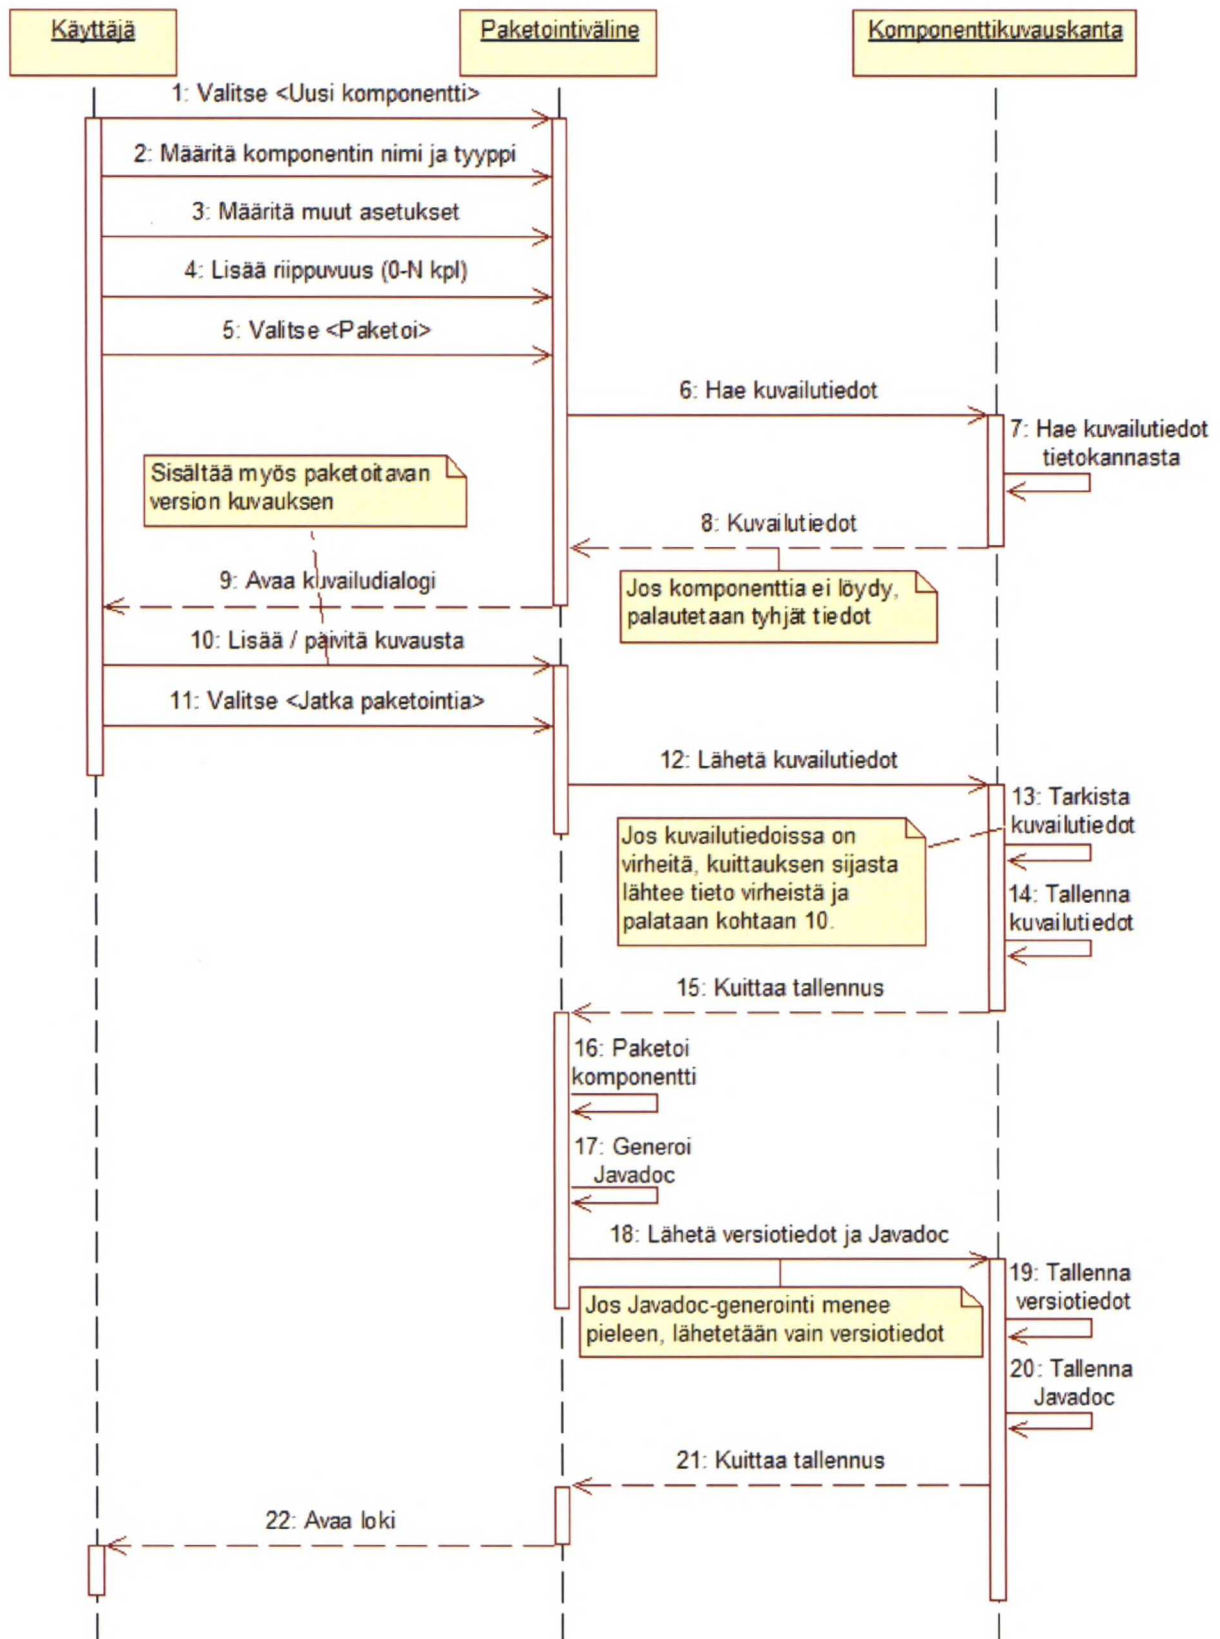 Käyttäjä
Paketointiväline
Komponenttikuvauskanta
1: Valitse <Uusi komponentti>
2: Määritä komponentin nimi ja tyyppi
3: Määritä muut asetukset
4: Lisää riippuvuus (0-N kpl)
5: Valitse <Paketoi>
6: Hae kuvailutiedot
7: Hae kuvailutiedot
tietokannasta
Sisältää myös paketoitavan
version kuvauksen
8: Kuvailutiedot
Jos komponenttia ei löydy,
palautetaan tyhjät tiedot
9: Avaa kuvailudialogi
10: Lisää / päivitä kuvausta
11: Valitse <Jatka paketointia>
12: Lähetä kuvailutiedot
13: Tarkista
kuvailutiedot
Jos kuvailutiedoissa on
virheitä, kuittauksen sijasta
lähtee tieto virheistä ja
palataan kohtaan 10.
14: Tallenna
kuvailutiedot
15: Kuittaa tallennus
16: Paketoi
komponentti
17: Generoi
Javadoc
18: Lähetä versiotiedot ja Javadoc
Jos Javadoc-generointi menee
pieleen, lähetetään vain versiotiedot
19: Tallenna
versiotiedot
20: Tallenna
Javadoc
21: Kuittaa tallennus
22: Avaa loki